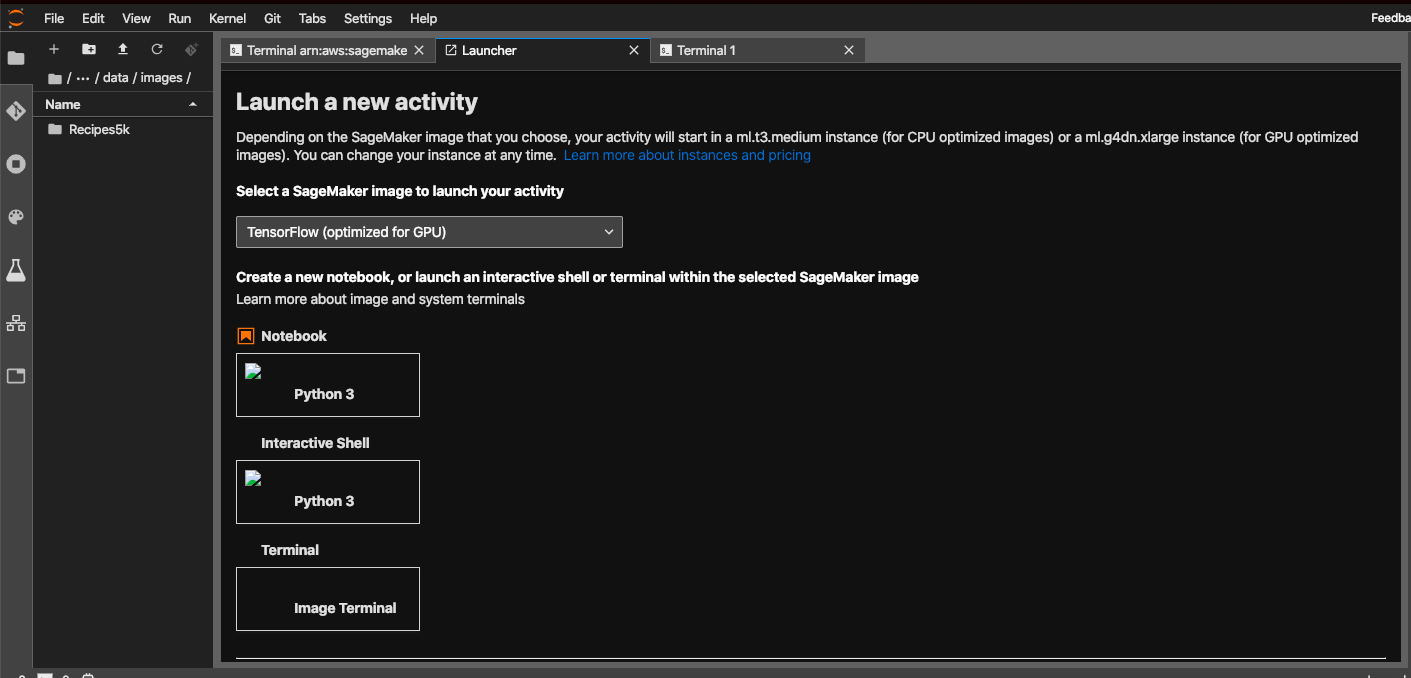 File Edit View Run Kernel Git Tabs Settings Help
Terminal arn:aws:sagemake Launcher Terminal 1
/ ··· / data / images /
Name
Recipes5k
Launch a new activity
Depending on the SageMaker image that you choose, your activity will start in a ml.t3.medium instance (for CPU optimized images) or a ml.g4dn.xlarge instance (for GPU optimized
images). You can change your instance at any time. Learn more about instances and pricing
Select a SageMaker image to launch your activity
TensorFlow (optimized for GPU)
Create a new notebook, or launch an interactive shell or terminal within the selected SageMaker image
Learn more about image and system terminals
Notebook
Python 3
Interactive Shell
Python 3
Terminal
Image Terminal